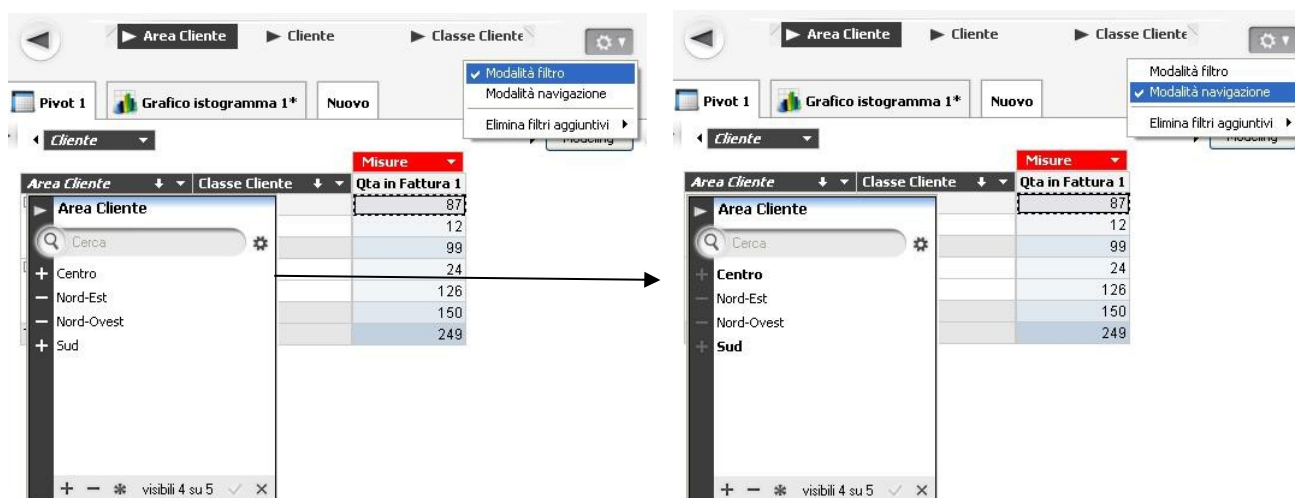 Area Cliente Cliente Classe Cliente
Modalità filtro
Modalità navigazione
Elimina filtri aggiuntivi
Pivot 1 Grafico istogramma 1* Nuovo
Cliente Modeling
Misure
Area Cliente Classe Cliente Qta in Fattura 1
Area Cliente 87
12
Cerca 99
Centro 24
Nord-Est 126
Nord-Ovest 150
Sud 249
+ − * visibili 4 su 5 ✓ ×
Area Cliente Cliente Classe Cliente
Modalità filtro
Modalità navigazione
Elimina filtri aggiuntivi
Pivot 1 Grafico istogramma 1* Nuovo
Cliente Modeling
Misure
Area Cliente Classe Cliente Qta in Fattura 1
Area Cliente 87
12
Cerca 99
Centro 24
Nord-Est 126
Nord-Ovest 150
Sud 249
+ − * visibili 4 su 5 ✓ ×